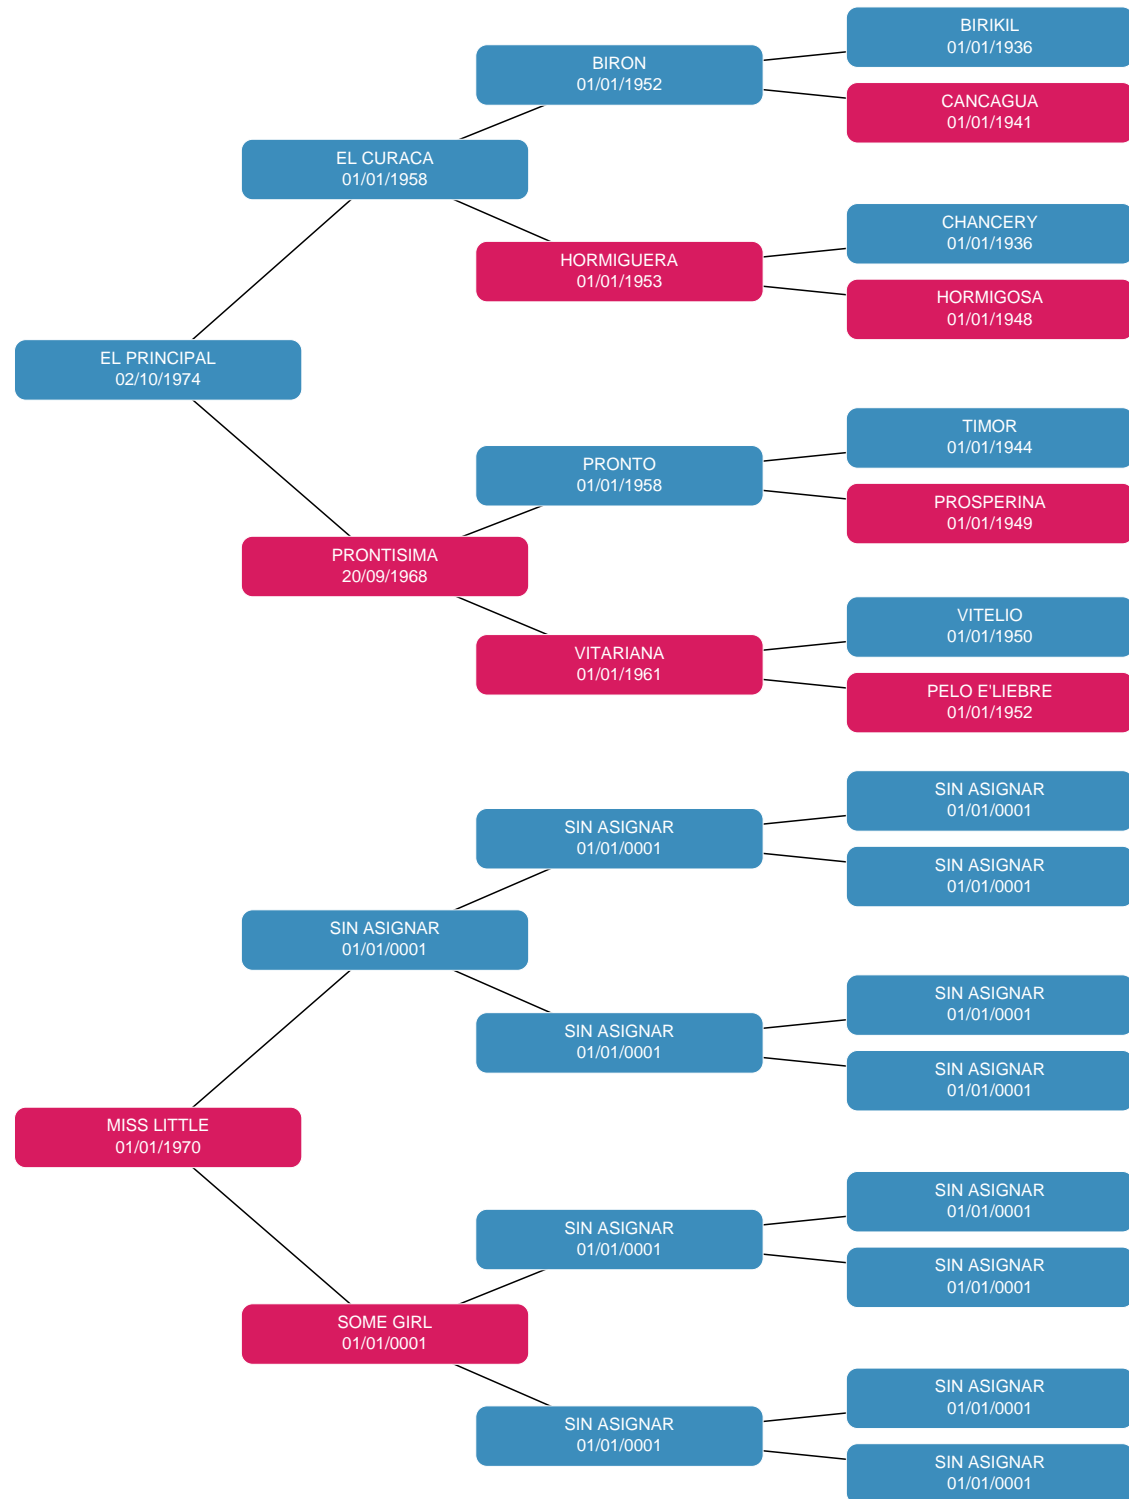 BIRIKIL
01/01/1936
BIRON
01/01/1952
CANCAGUA
01/01/1941
EL CURACA
01/01/1958
CHANCERY
01/01/1936
HORMIGUERA
01/01/1953
HORMIGOSA
01/01/1948
EL PRINCIPAL
02/10/1974
TIMOR
01/01/1944
PRONTO
01/01/1958
PROSPERINA
01/01/1949
PRONTISIMA
20/09/1968
VITELIO
01/01/1950
VITARIANA
01/01/1961
PELO E'LIEBRE
01/01/1952
SIN ASIGNAR
01/01/0001
SIN ASIGNAR
01/01/0001
SIN ASIGNAR
01/01/0001
SIN ASIGNAR
01/01/0001
SIN ASIGNAR
01/01/0001
SIN ASIGNAR
01/01/0001
SIN ASIGNAR
01/01/0001
MISS LITTLE
01/01/1970
SIN ASIGNAR
01/01/0001
SIN ASIGNAR
01/01/0001
SIN ASIGNAR
01/01/0001
SOME GIRL
01/01/0001
SIN ASIGNAR
01/01/0001
SIN ASIGNAR
01/01/0001
SIN ASIGNAR
01/01/0001